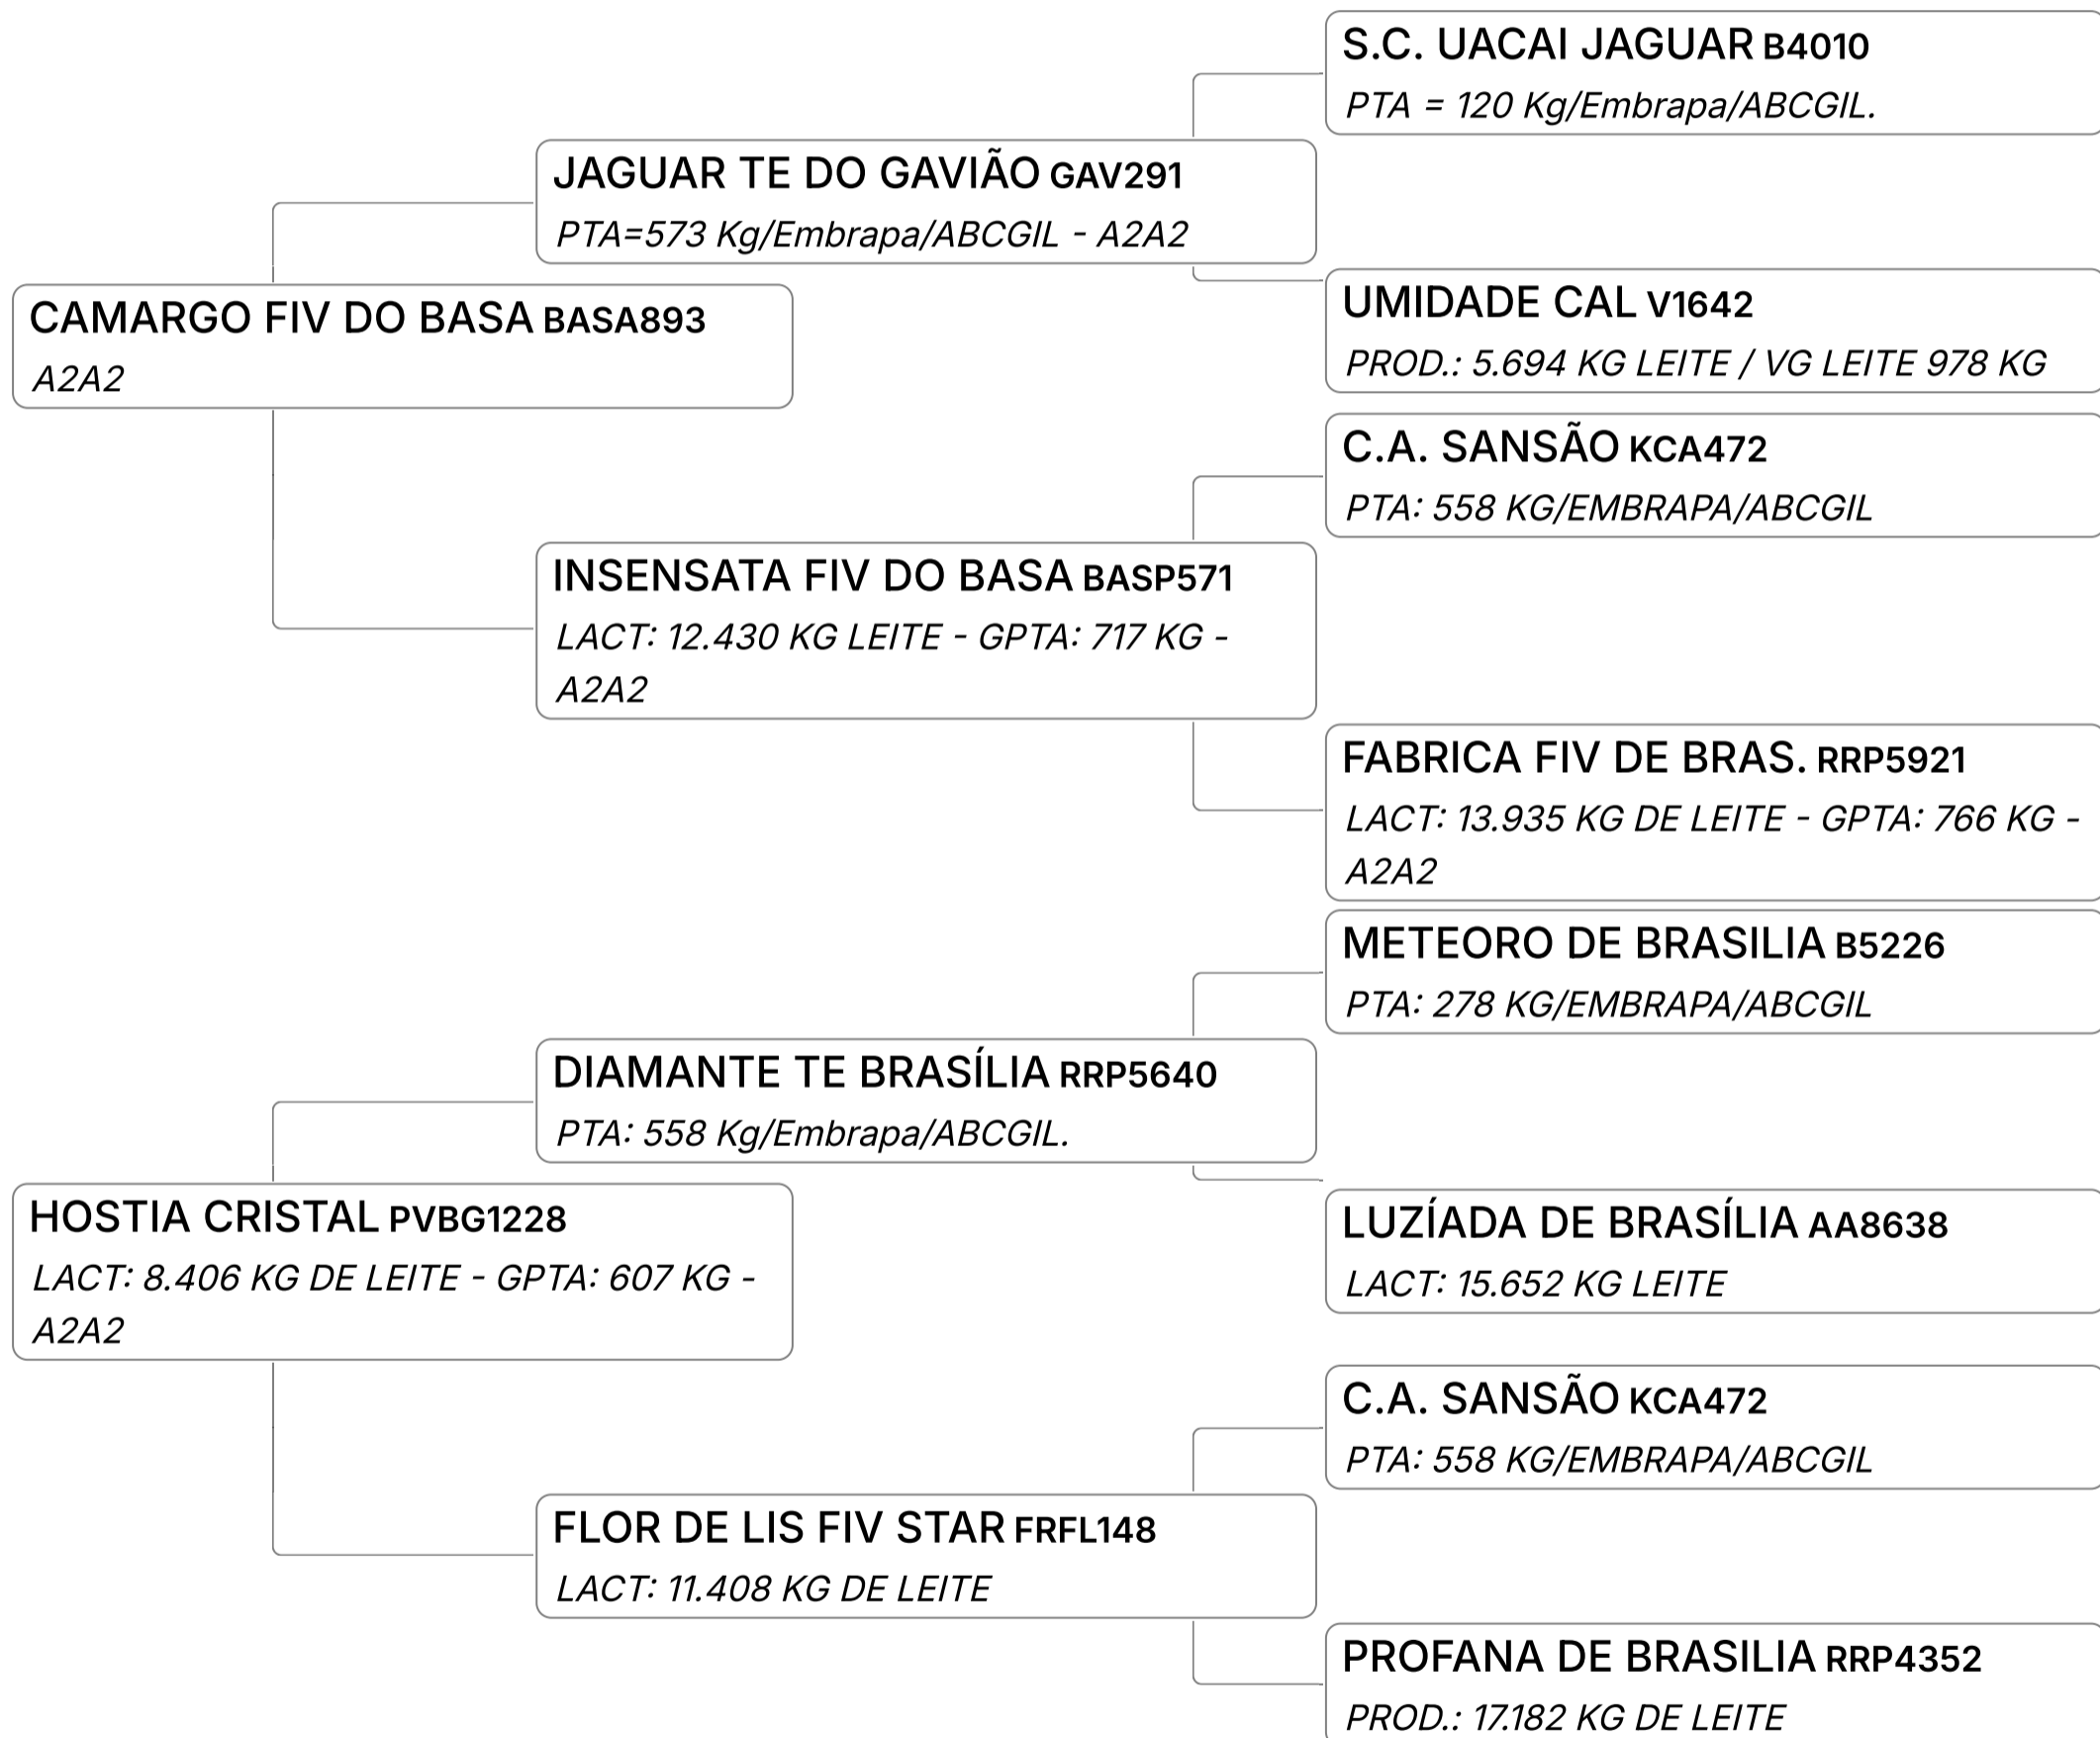 S.C. UACAI JAGUAR B4010
PTA = 120 Kg/Embrapa/ABCGIL.
JAGUAR TE DO GAVIÃO GAV291
PTA=573 Kg/Embrapa/ABCGIL - A2A2
UMIDADE CAL V1642
PROD.: 5.694 KG LEITE / VG LEITE 978 KG
CAMARGO FIV DO BASA BASA893
A2A2
C.A. SANSÃO KCA472
PTA: 558 KG/EMBRAPA/ABCGIL
INSENSATA FIV DO BASA BASP571
LACT: 12.430 KG LEITE - GPTA: 717 KG -
A2A2
FABRICA FIV DE BRAS. RRP5921
LACT: 13.935 KG DE LEITE - GPTA: 766 KG -
A2A2
METEORO DE BRASILIA B5226
PTA: 278 KG/EMBRAPA/ABCGIL
DIAMANTE TE BRASÍLIA RRP5640
PTA: 558 Kg/Embrapa/ABCGIL.
LUZÍADA DE BRASÍLIA AA8638
LACT: 15.652 KG LEITE
HOSTIA CRISTAL PVBG1228
LACT: 8.406 KG DE LEITE - GPTA: 607 KG -
A2A2
C.A. SANSÃO KCA472
PTA: 558 KG/EMBRAPA/ABCGIL
FLOR DE LIS FIV STAR FRFL148
LACT: 11.408 KG DE LEITE
PROFANA DE BRASILIA RRP4352
PROD.: 17.182 KG DE LEITE